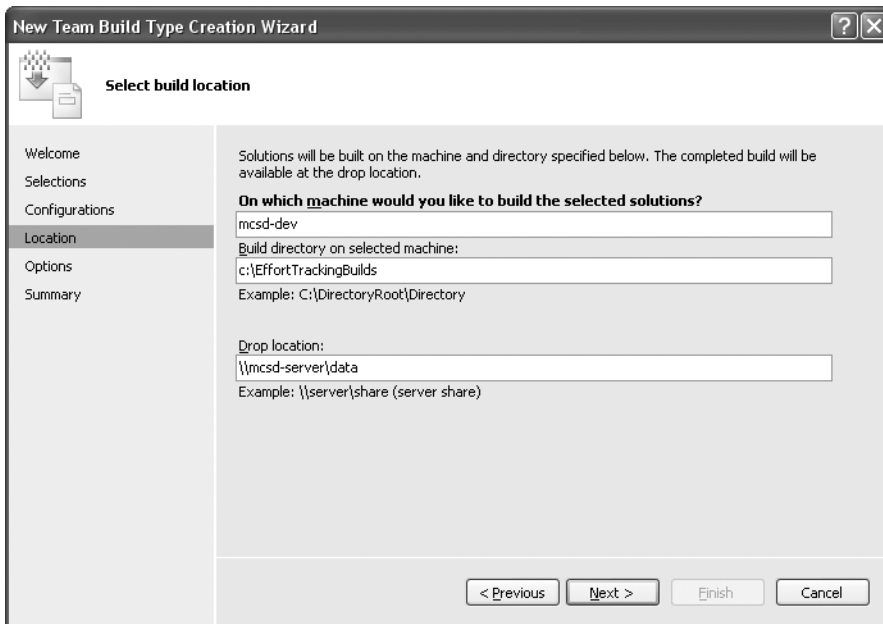 New Team Build Type Creation Wizard
Select build location
Welcome
Selections
Configurations
Location
Options
Summary
Solutions will be built on the machine and directory specified below. The completed build will be
available at the drop location.
On which machine would you like to build the selected solutions?
mcsd-dev
Build directory on selected machine:
c:\EffortTrackingBuilds
Example: C:\DirectoryRoot\Directory
Drop location:
\\mcsd-server\data
Example: \\server\share (server share)
< Previous
Next >
Finish
Cancel